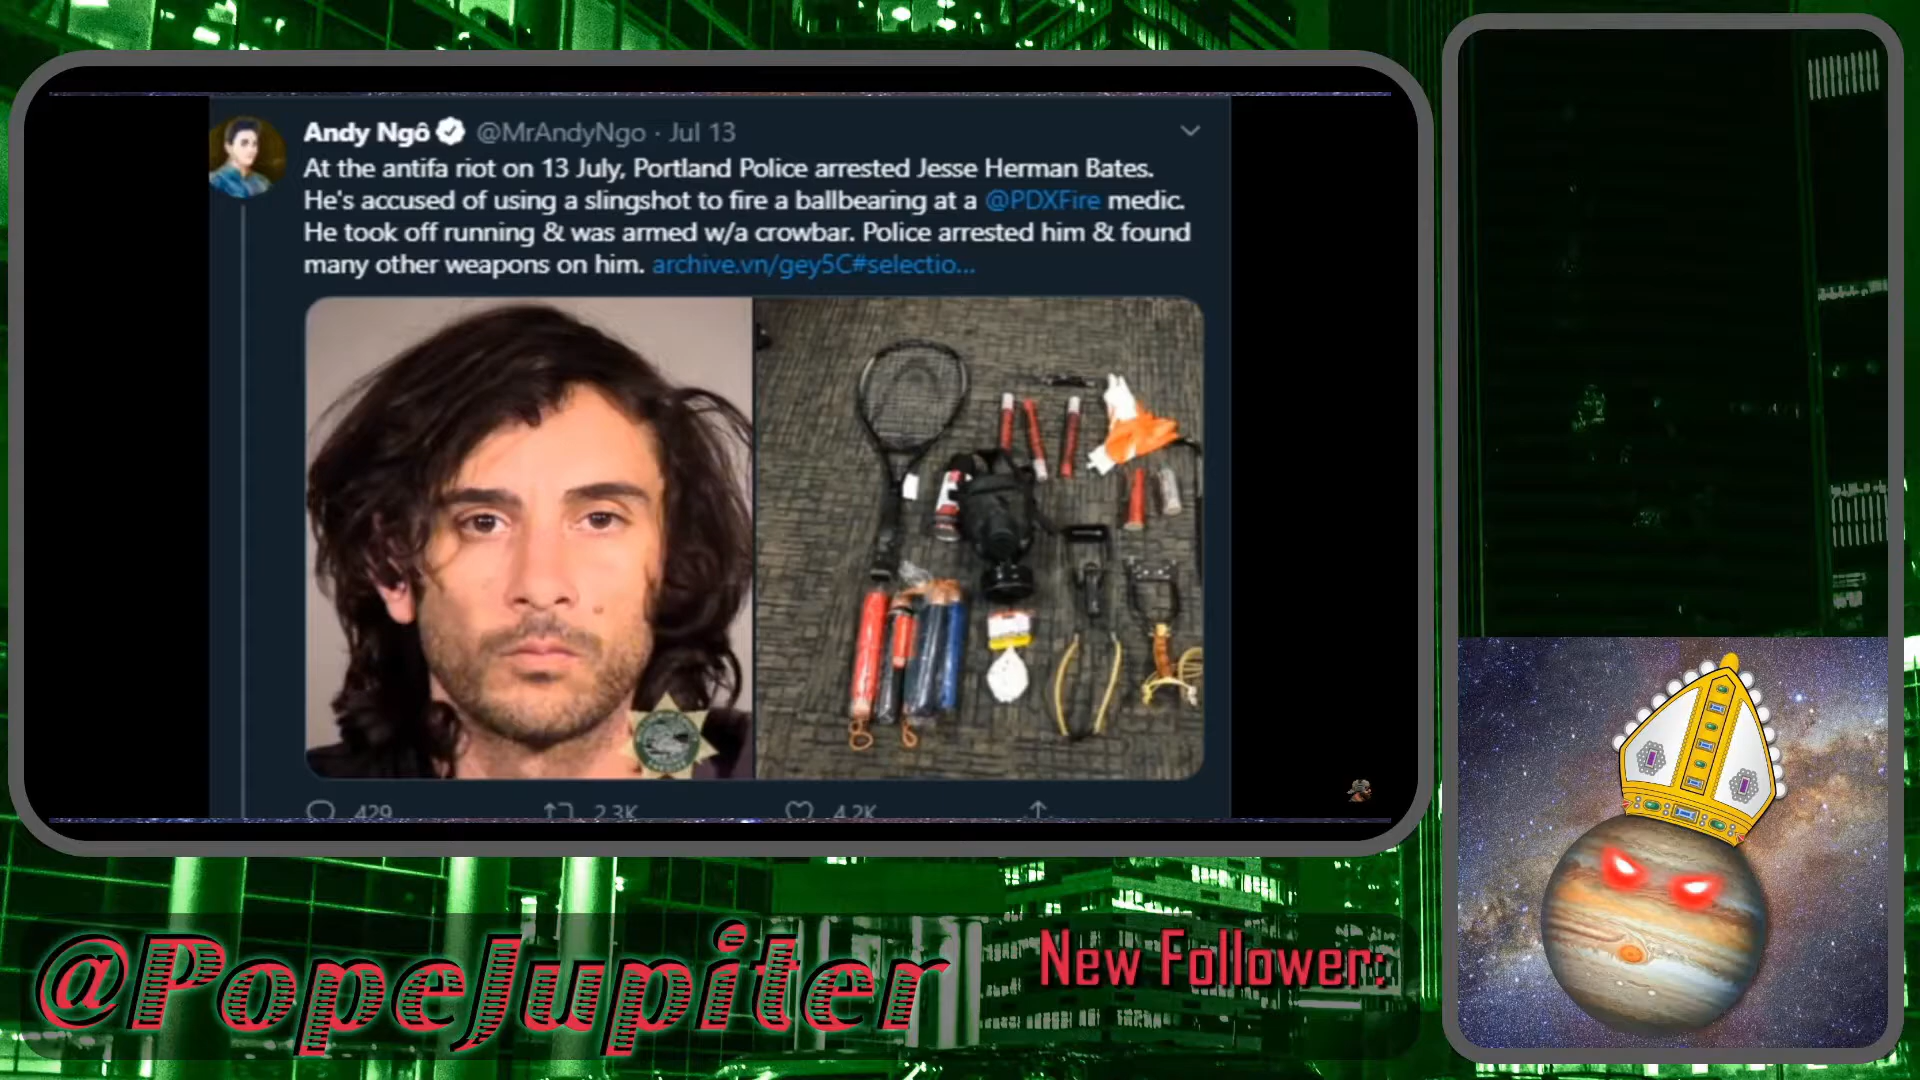 Andy Ngô @MrAndyNgo · Jul 13
At the antifa riot on 13 July, Portland Police arrested Jesse Herman Bates.
He's accused of using a slingshot to fire a ballbearing at a @PDXFire medic.
He took off running & was armed w/a crowbar. Police arrested him & found
many other weapons on him. archive.vn/gey5C#selectio...
429 2.3K 4.2K
@PopeJupiter
New Follower: